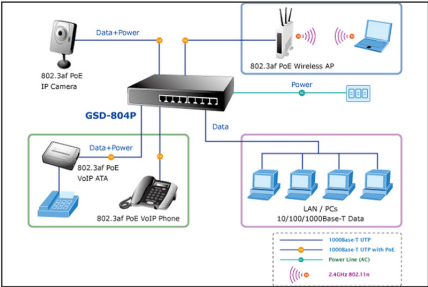 Data+Power
802.3af PoE
IP Camera
802.3af PoE Wireless AP
Power
GSD-804P
Data
Data+Power
802.3af PoE
VoIP ATA
802.3af PoE VoIP Phone
LAN / PCs
10/100/1000Base-T Data
1000Base-T UTP
1000Base-T UTP with PoE
Power Line (AC)
2.4GHz 802.11n